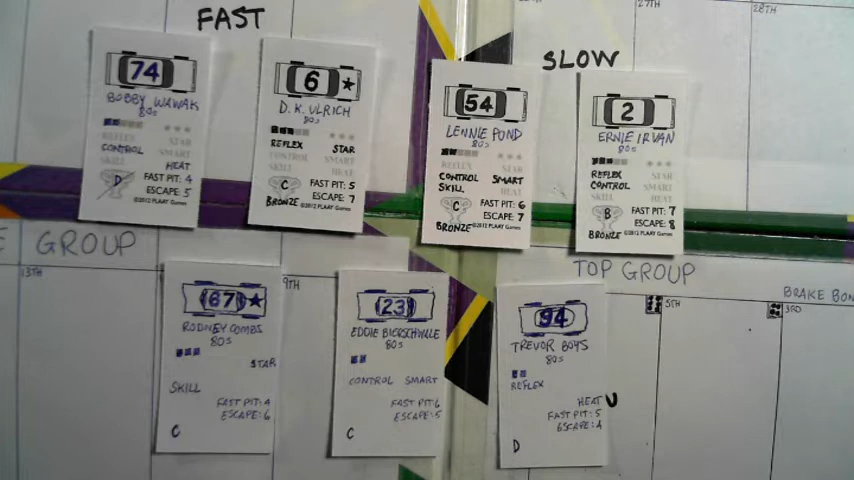 27TH
28TH
FAST
SLOW
74
BOBBY WAWAK
80s
REFLEX
CONTROL SMART
SKILL HEAT
D FAST PIT: 4
ESCAPE: 5
©2012 PLAAY Games
6
D.K. ULRICH
80s
REFLEX STAR
CONTROL SMART
SKILL HEAT
C FAST PIT: 5
ESCAPE: 7
BRONZE ©2012 PLAAY Games
54
LENNIE POND
80s
REFLEX STAR
CONTROL SMART
SKILL HEAT
C FAST PIT: 6
ESCAPE: 7
BRONZE ©2012 PLAAY Games
2
ERNIE IRVAN
80s
REFLEX STAR
CONTROL SMART
SKILL HEAT
B FAST PIT: 7
ESCAPE: 8
BRONZE ©2012 PLAAY Games
E GROUP
TOP GROUP
BRAKE BON
13TH
9TH
5TH
3RD
67
RODNEY COMBS
80s
STAR
SKILL
FAST PIT: 4
ESCAPE: 6
C
23
EDDIE BIERSCHWALE
80s
CONTROL SMART
FAST PIT: 6
ESCAPE: 5
C
94
TREVOR BOYS
80s
REFLEX
HEAT
FAST PIT: 5
ESCAPE: 4
D